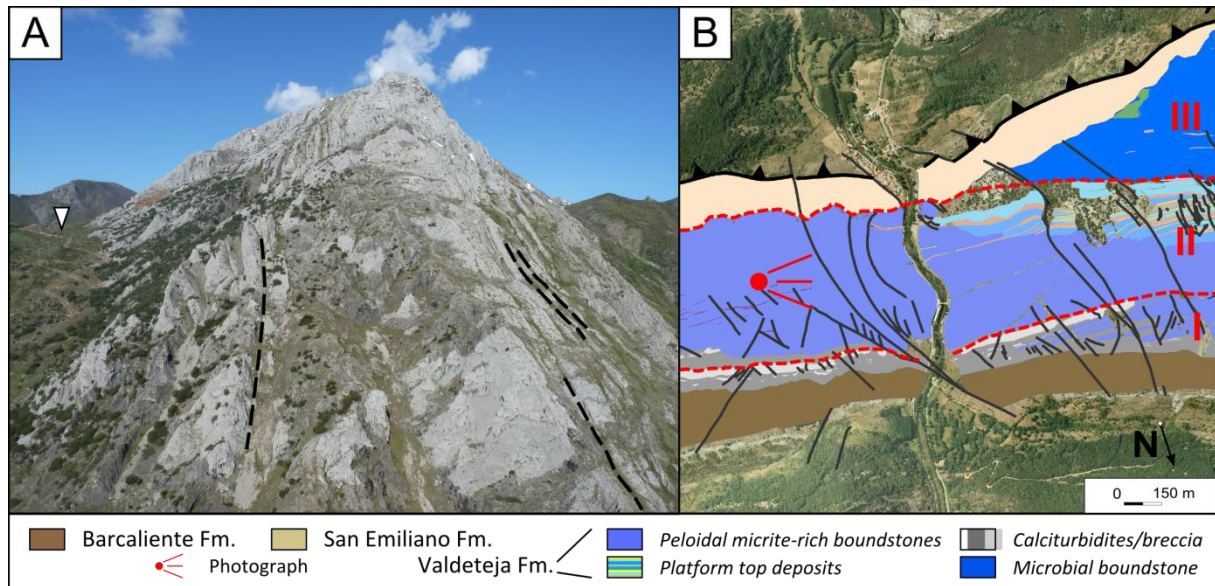 A
B
III
II
I
N
0 150 m
Barcaliente Fm.
San Emiliano Fm.
Peloidal micrite-rich boundstones
Calciturbidites/breccia
Photograph
Valdeteja Fm.
Platform top deposits
Microbial boundstone